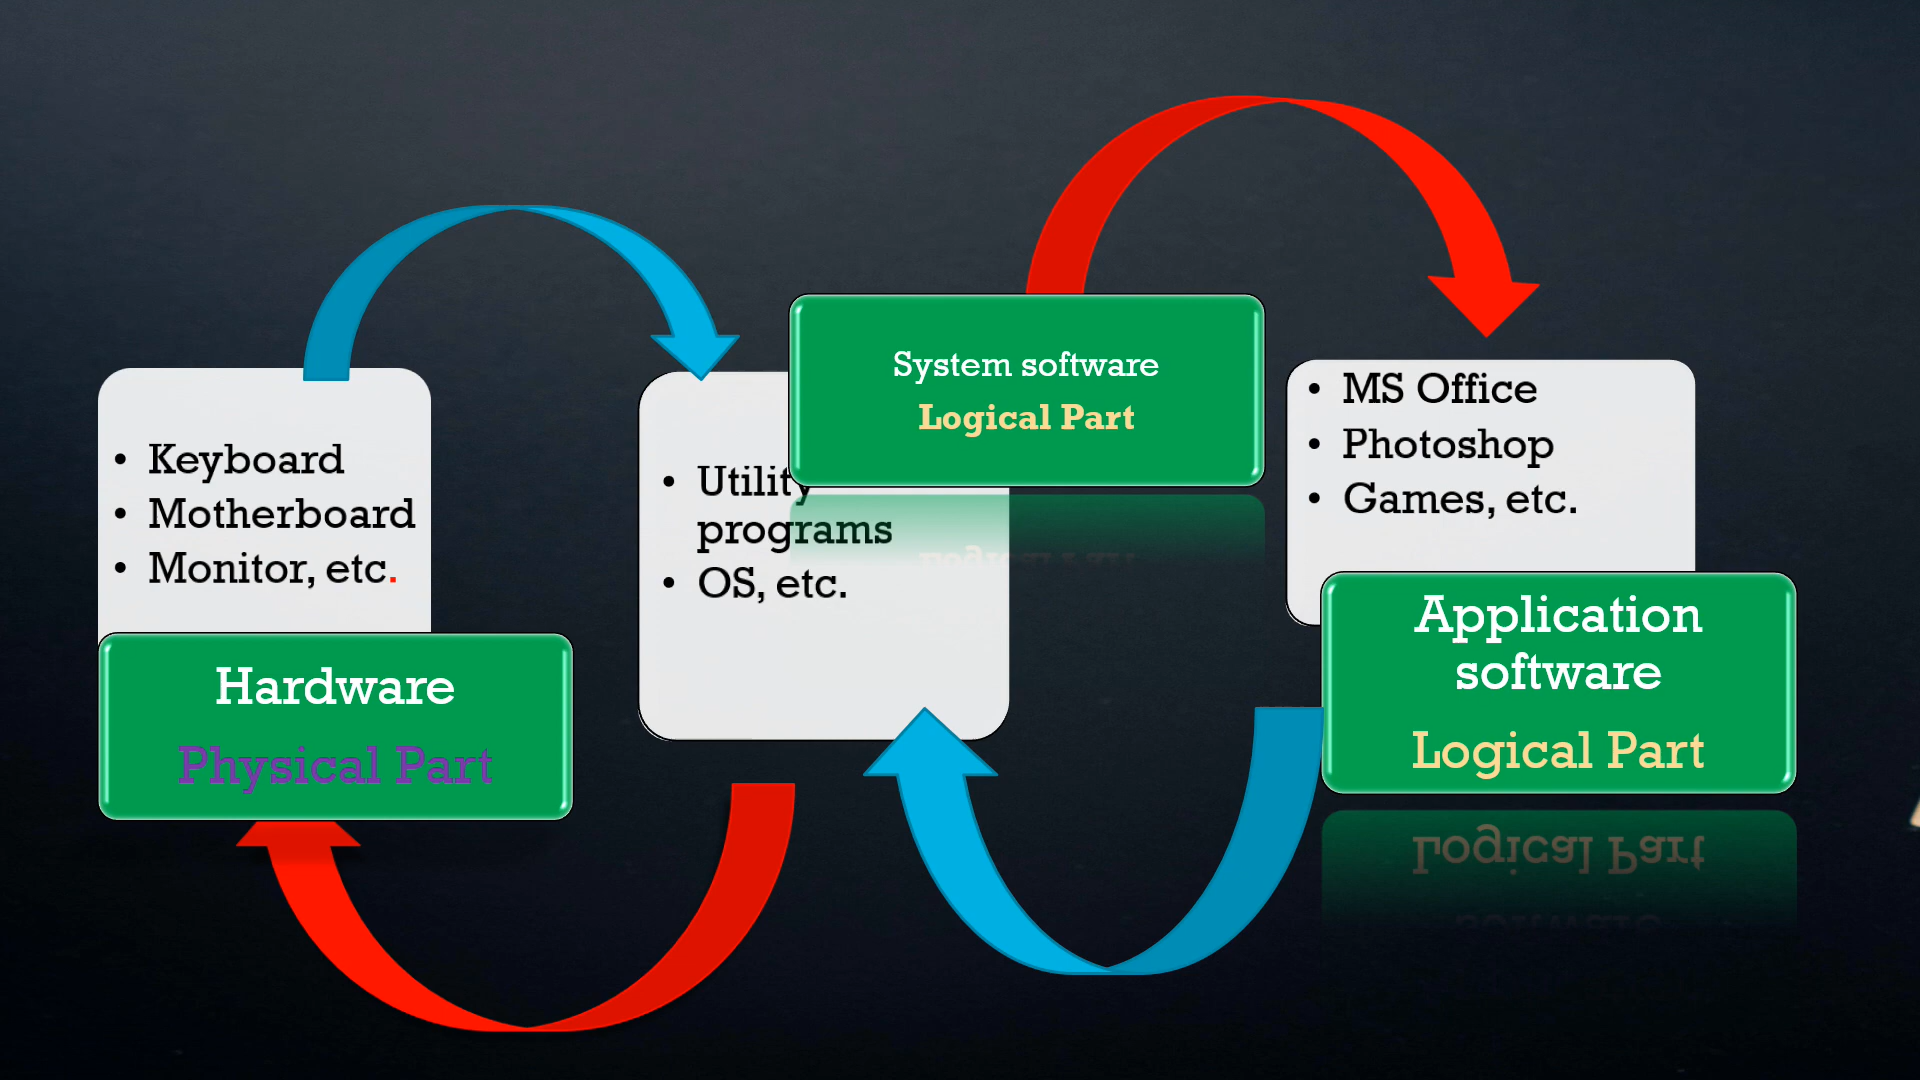 • Keyboard
• Motherboard
• Monitor, etc.
Hardware
Physical Part
System software
Logical Part
• Utility
programs
• OS, etc.
• MS Office
• Photoshop
• Games, etc.
Application
software
Logical Part